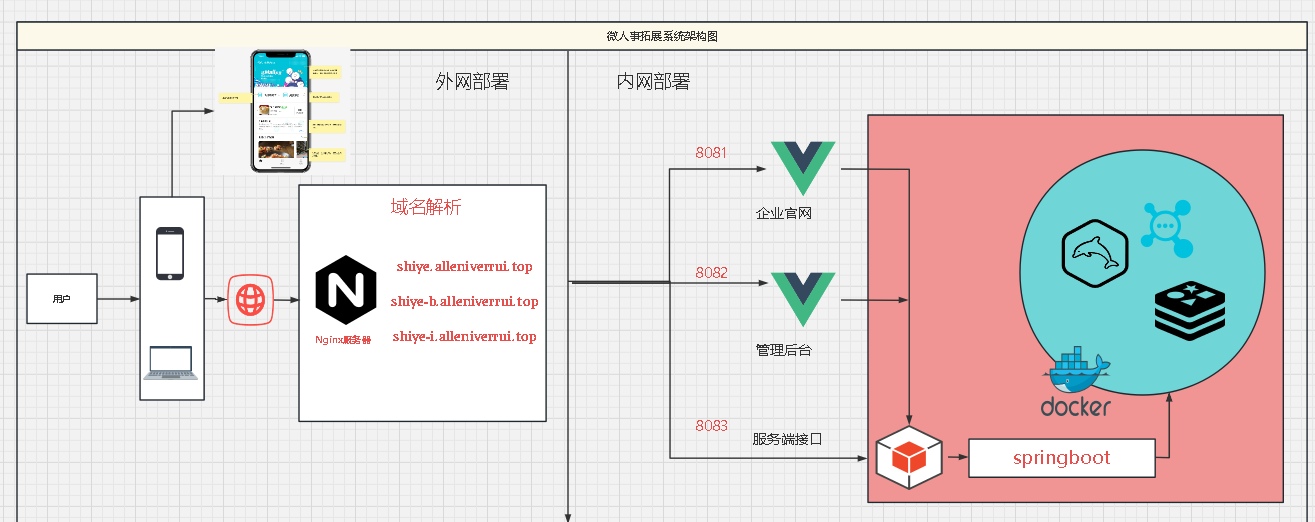 微人事拓展系统架构图
外网部署
内网部署
域名解析
shiye.alleniverrui.top
shiye-b.alleniverrui.top
shiye-i.alleniverrui.top
Nginx服务器
用户
8081
企业官网
8082
管理后台
8083
服务端接口
docker
springboot